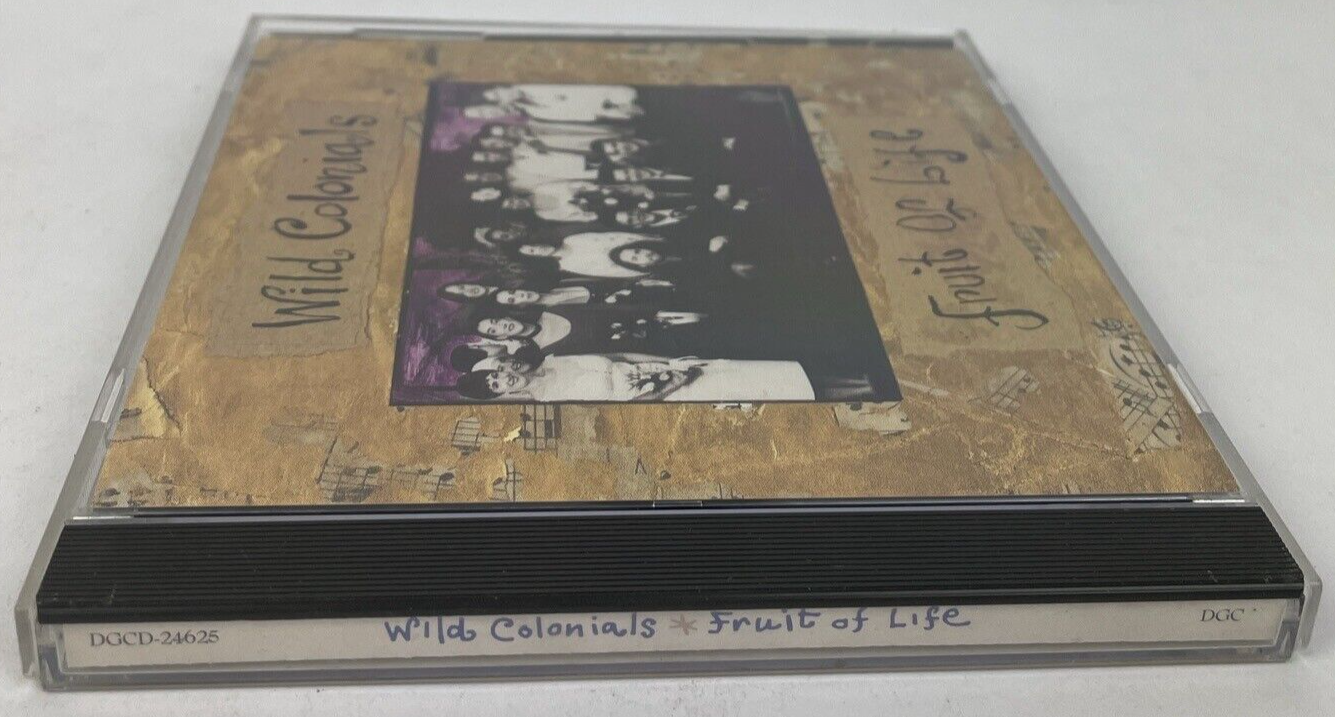 Wild Colonials
fruit of Life
DGCD-24625 Wild Colonials * Fruit of Life DGC